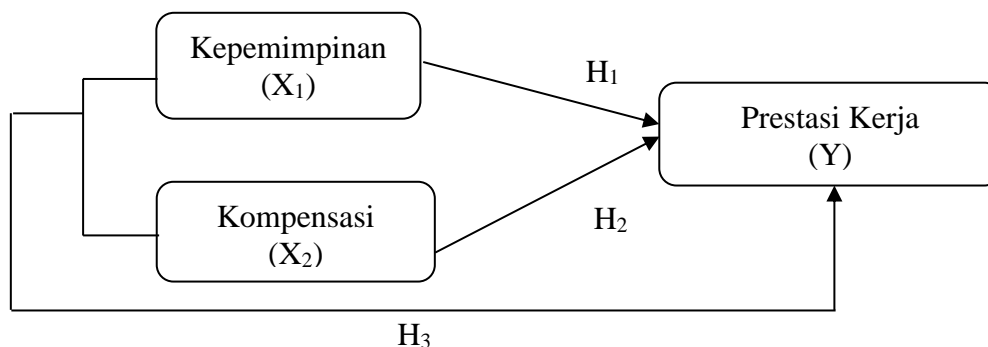 Kepemimpinan
(X₁)
H₁
Prestasi Kerja
(Y)
Kompensasi
(X₂)
H₂
H₃